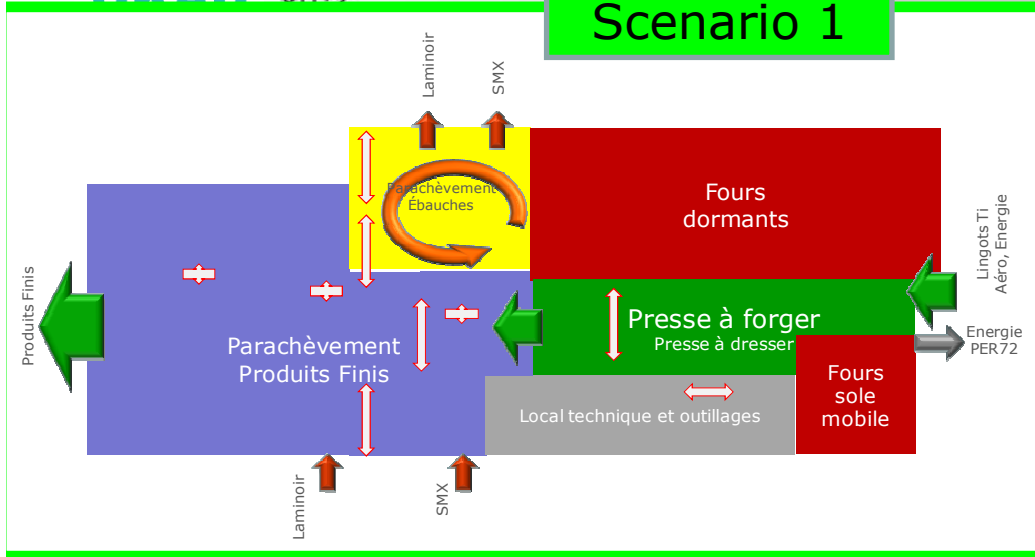 Scenario 1
Laminoir
SMX
Parachèvement
Ébauches
Fours
dormants
Lingots Ti
Aéro, Energie
Produits Finis
Presse à forger
Presse à dresser
Energie
PER72
Parachèvement
Produits Finis
Fours
sole
mobile
Local technique et outillages
Laminoir
SMX